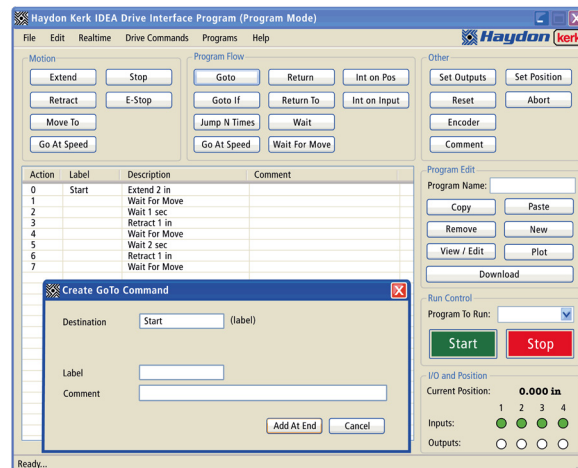 Haydon Kerk IDEA Drive Interface Program (Program Mode)
File Edit Realtime Drive Commands Programs Help
Haydon kerk
Motion
Extend Stop
Retract E-Stop
Move To
Go At Speed
Program Flow
Goto Return Int on Pos
Goto If Return To Int on Input
Jump N Times Wait
Go At Speed Wait For Move
Other
Set Outputs Set Position
Reset Abort
Encoder
Comment
Action Label Description Comment
0 Start Extend 2 in
1 Wait For Move
2 Wait 1 sec
3 Retract 1 in
4 Wait For Move
5 Wait 2 sec
6 Retract 1 in
7 Wait For Move
Program Edit
Program Name:
Copy Paste
Remove New
View / Edit Plot
Download
Run Control
Program To Run:
Start Stop
I/O and Position
Current Position: 0.000 in
1 2 3 4
Inputs:
Outputs:
Create GoTo Command
Destination Start (label)
Label
Comment
Add At End Cancel
Ready...